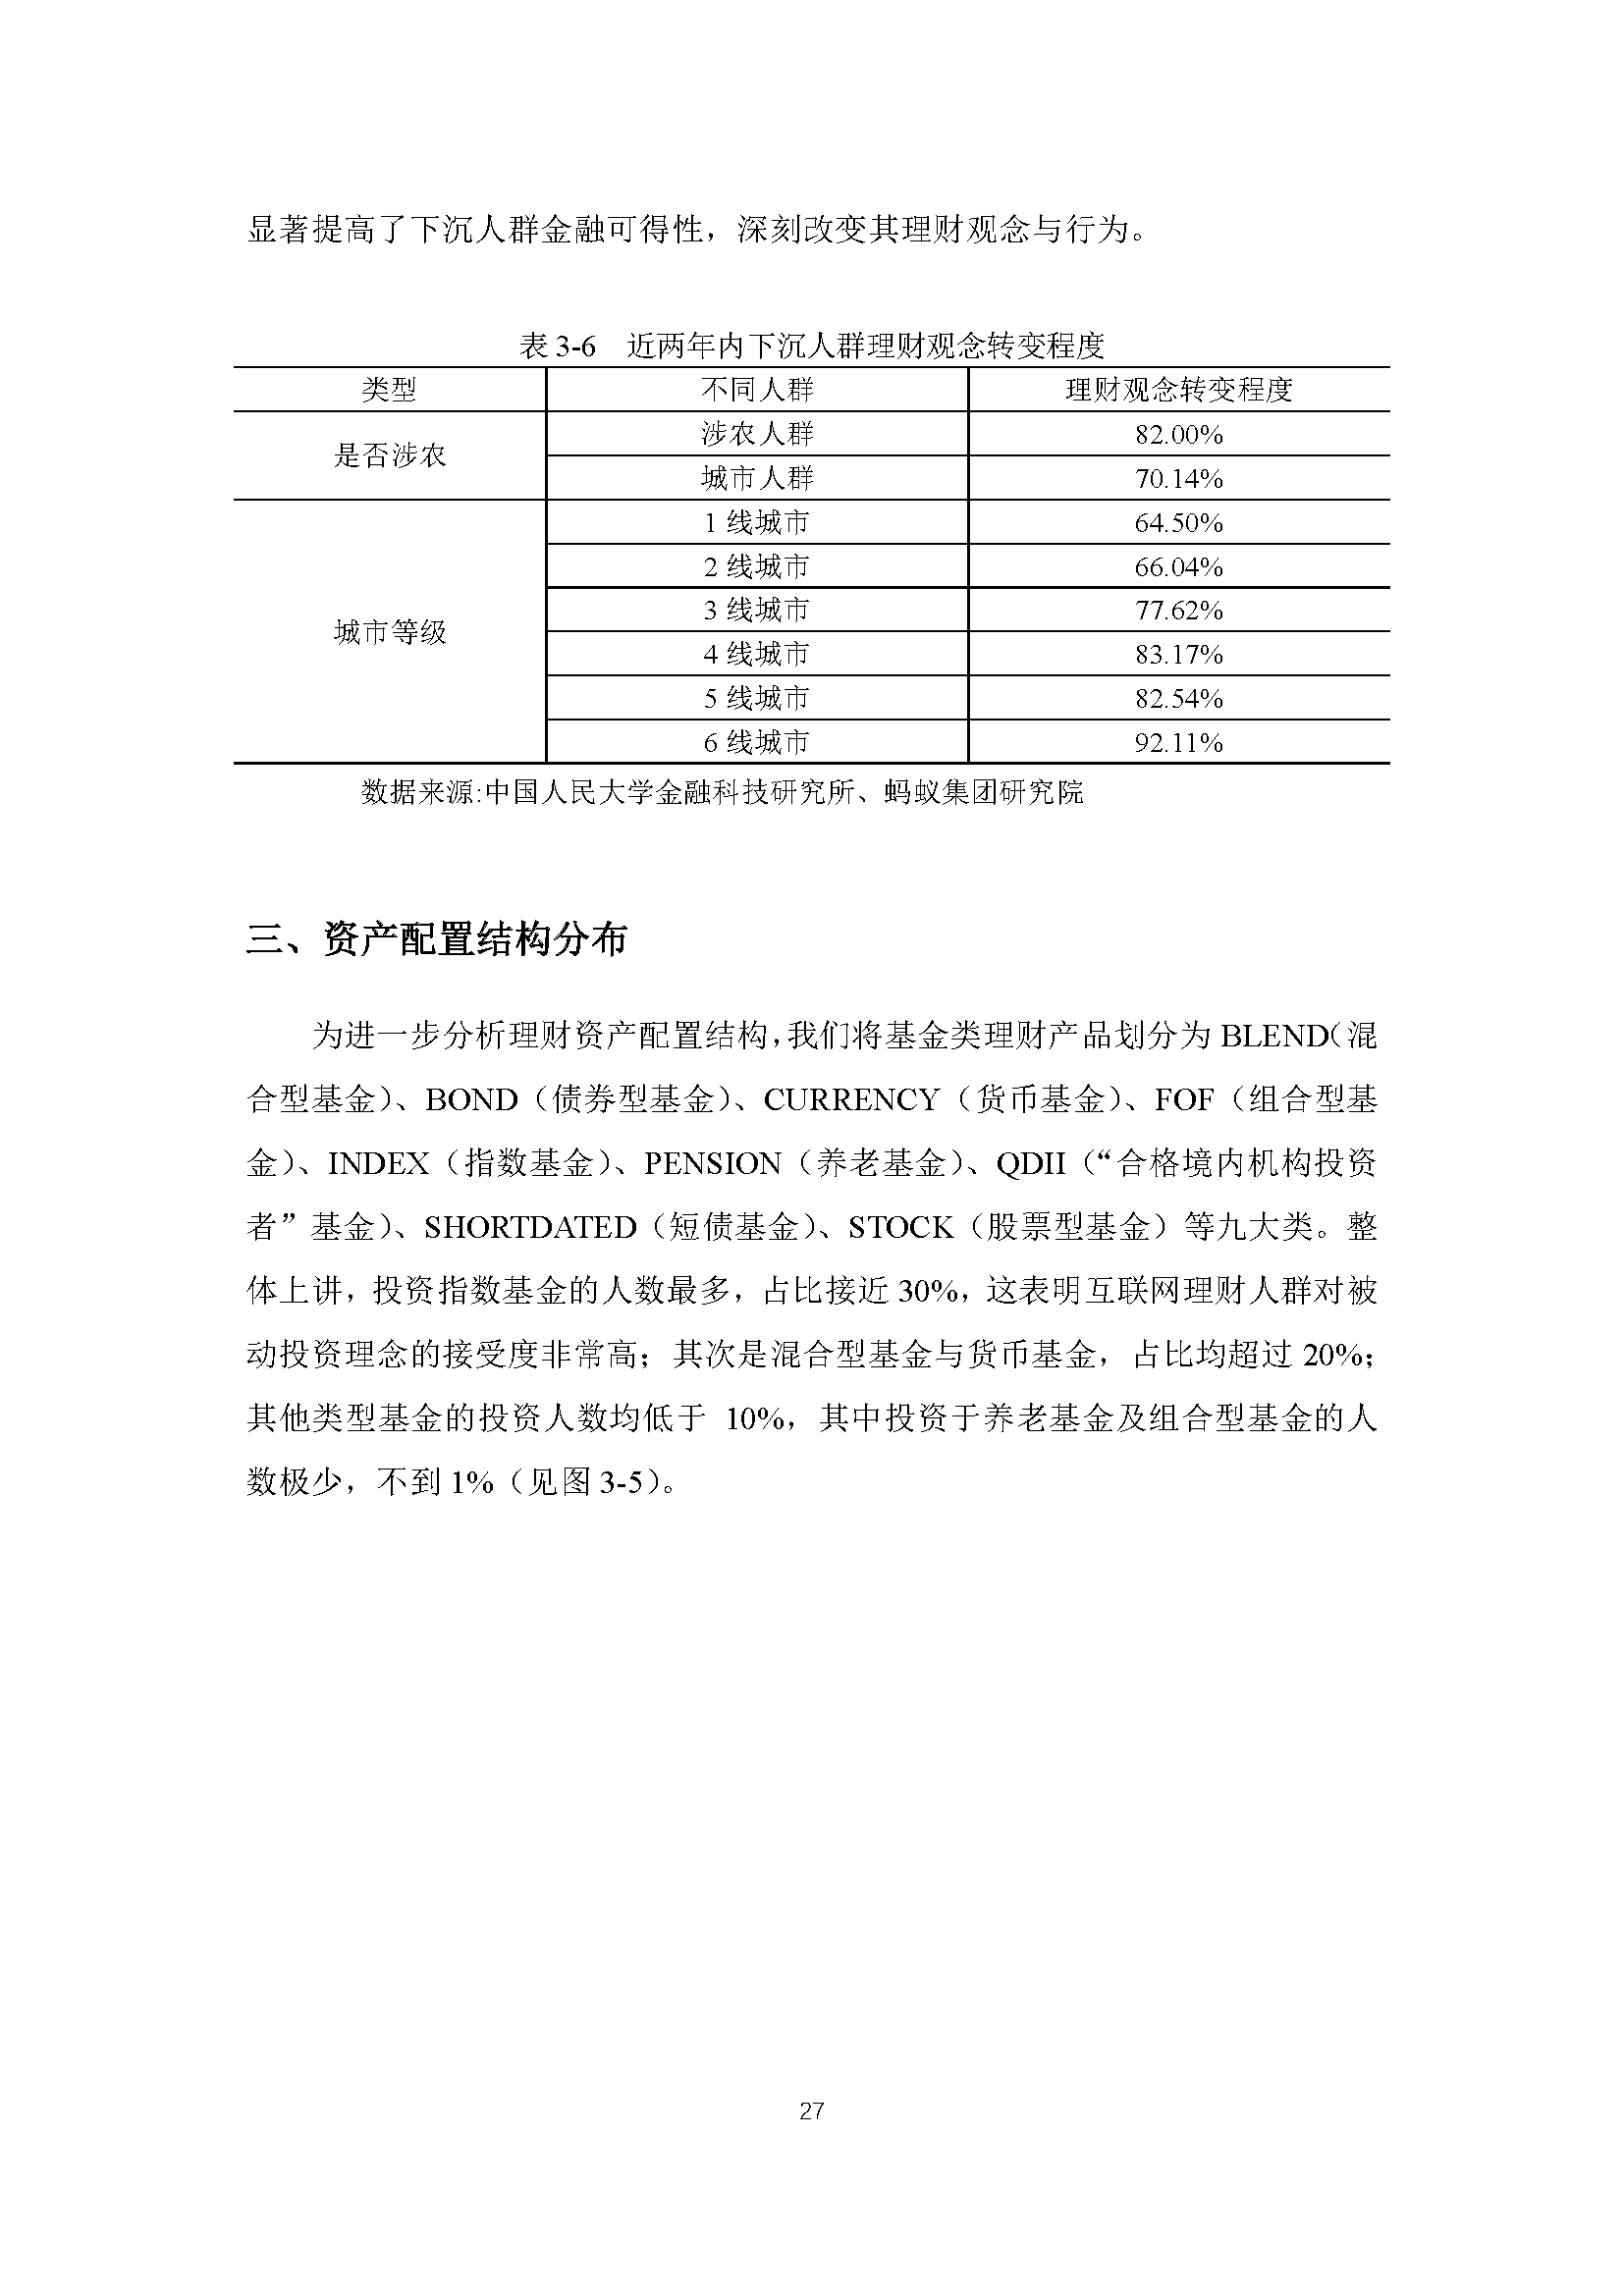 显著提高了下沉人群金融可得性，深刻改变其理财观念与行为。
表 3-6 近两年内下沉人群理财观念转变程度
类型 不同人群 理财观念转变程度
是否涉农 涉农人群 82.00%
城市人群 70.14%
城市等级 1 线城市 64.50%
2 线城市 66.04%
3 线城市 77.62%
4 线城市 83.17%
5 线城市 82.54%
6 线城市 92.11%
数据来源:中国人民大学金融科技研究所、蚂蚁集团研究院
三、资产配置结构分布
为进一步分析理财资产配置结构，我们将基金类理财产品划分为 BLEND（混
合型基金）、BOND（债券型基金）、CURRENCY（货币基金）、FOF（组合型基
金）、INDEX（指数基金）、PENSION（养老基金）、QDII（“合格境内机构投资
者”基金）、SHORTDATED（短债基金）、STOCK（股票型基金）等九大类。整
体上讲，投资指数基金的人数最多，占比接近 30%，这表明互联网理财人群对被
动投资理念的接受度非常高；其次是混合型基金与货币基金，占比均超过 20%；
其他类型基金的投资人数均低于 10%，其中投资于养老基金及组合型基金的人
数极少，不到 1%（见图 3-5）。
27